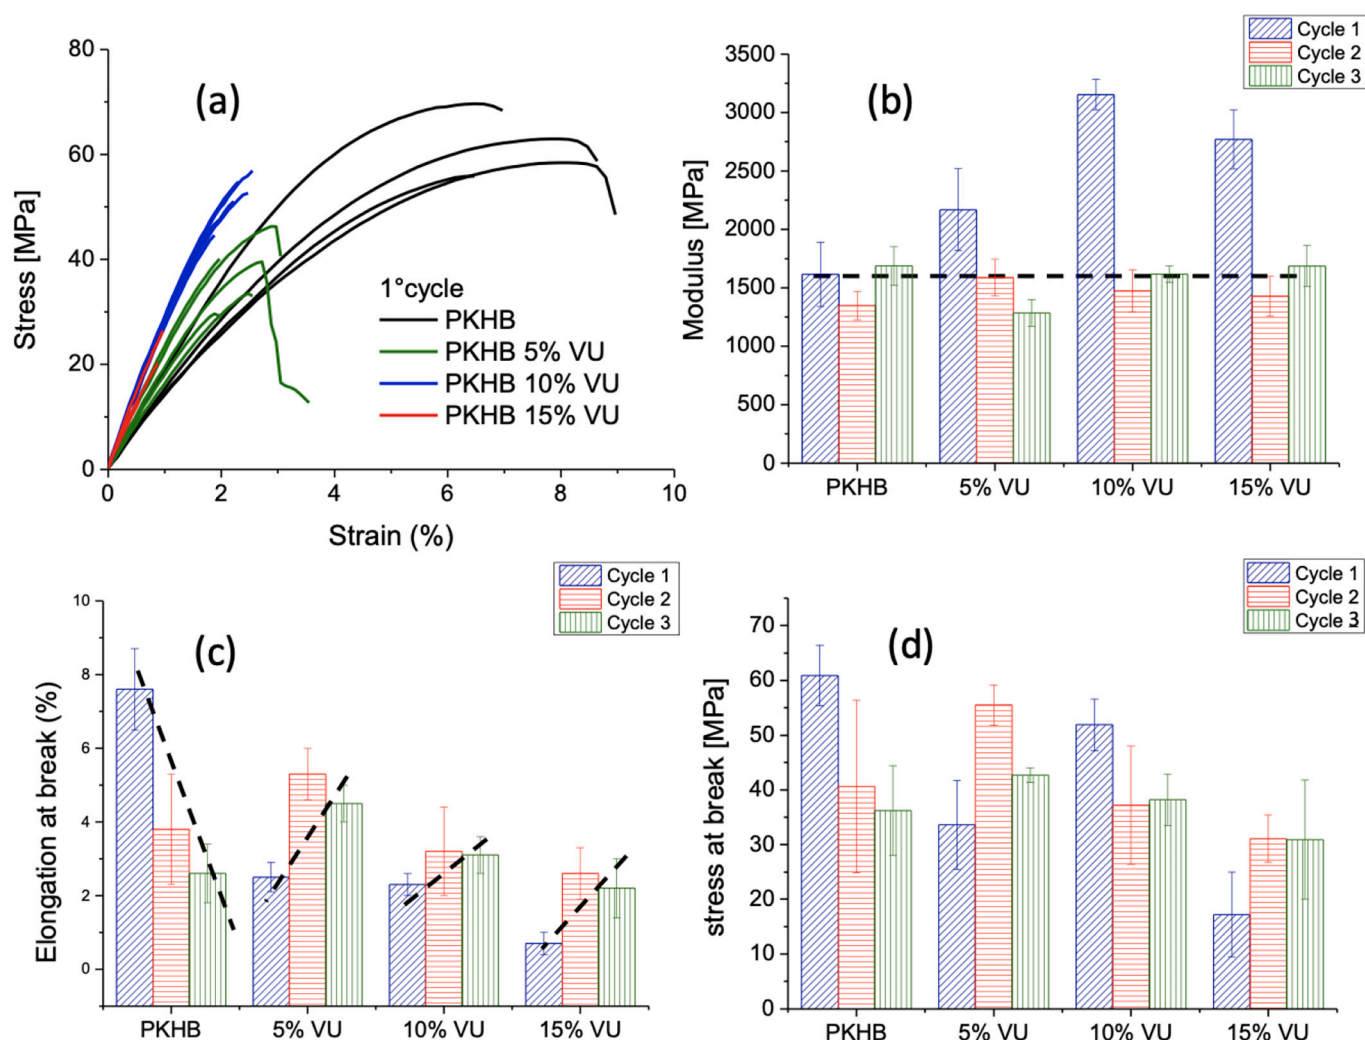 (a)
80
60
40
20
0
Stress [MPa]
1°cycle
PKHB
PKHB 5% VU
PKHB 10% VU
PKHB 15% VU
0 2 4 6 8 10
Strain (%)
Cycle 1
Cycle 2
Cycle 3
(b)
3500
3000
2500
2000
1500
1000
500
0
Modulus [MPa]
PKHB 5% VU 10% VU 15% VU
Cycle 1
Cycle 2
Cycle 3
(c)
10
8
6
4
2
0
Elongation at break (%)
PKHB 5% VU 10% VU 15% VU
Cycle 1
Cycle 2
Cycle 3
(d)
70
60
50
40
30
20
10
0
stress at break [MPa]
PKHB 5% VU 10% VU 15% VU